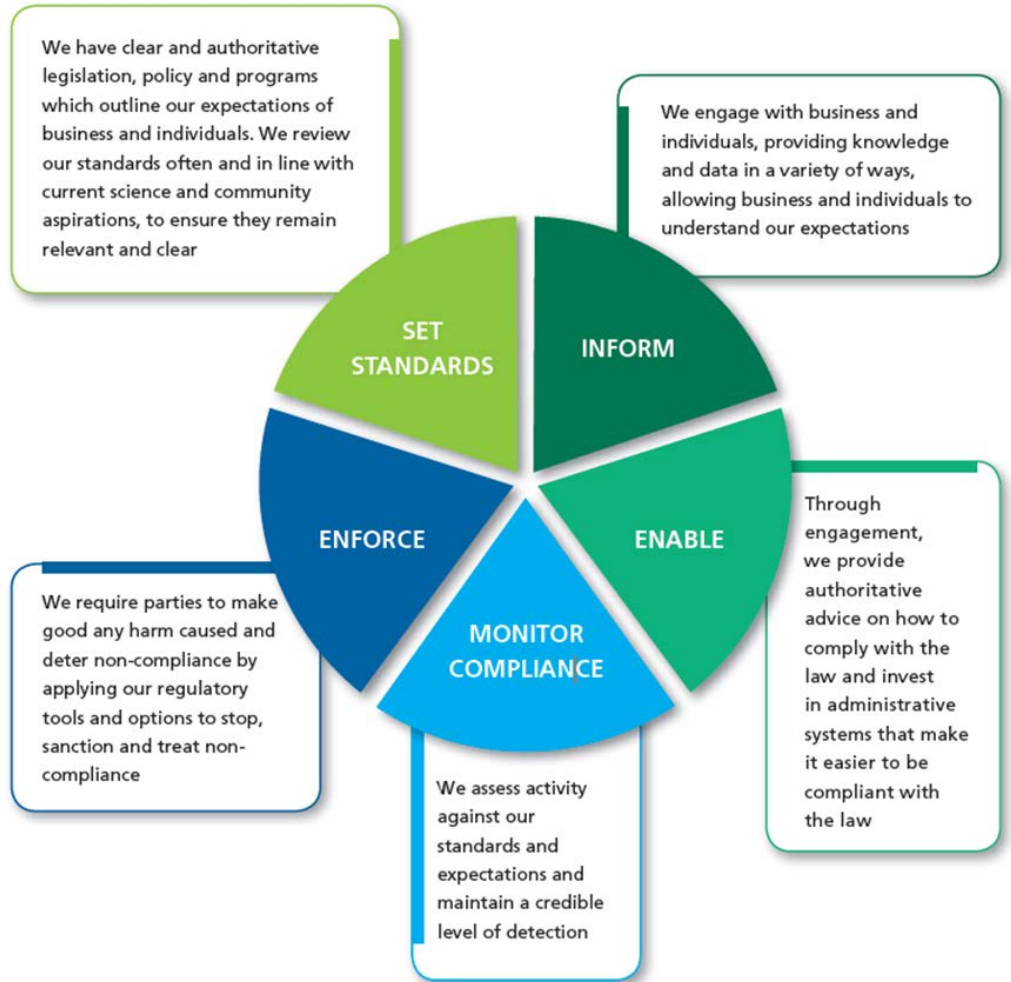 We have clear and authoritative
legislation, policy and programs
which outline our expectations of
business and individuals. We review
our standards often and in line with
current science and community
aspirations, to ensure they remain
relevant and clear
We engage with business and
individuals, providing knowledge
and data in a variety of ways,
allowing business and individuals to
understand our expectations
SET
STANDARDS
INFORM
ENFORCE
ENABLE
MONITOR
COMPLIANCE
Through
engagement,
we provide
authoritative
advice on how to
comply with the
law and invest
in administrative
systems that make
it easier to be
compliant with
the law
We require parties to make
good any harm caused and
deter non-compliance by
applying our regulatory
tools and options to stop,
sanction and treat non-
compliance
We assess activity
against our
standards and
expectations and
maintain a credible
level of detection